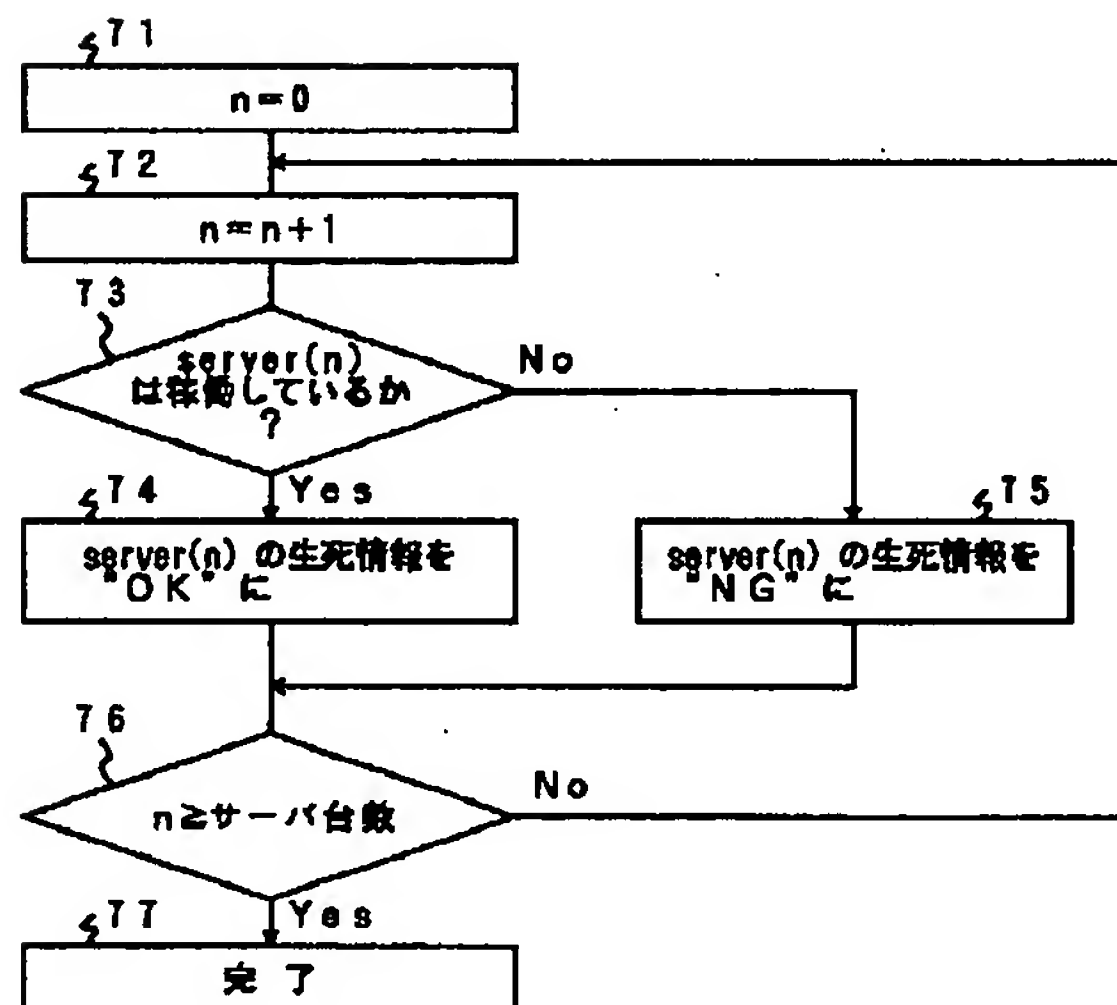 71
n=0
72
n=n+1
73
server(n)
は稼働しているか
?
No
Yes
74
server(n) の生死情報を
"OK" に
75
server(n) の生死情報を
"NG" に
76
n≧サーバ台数
No
Yes
77
完了